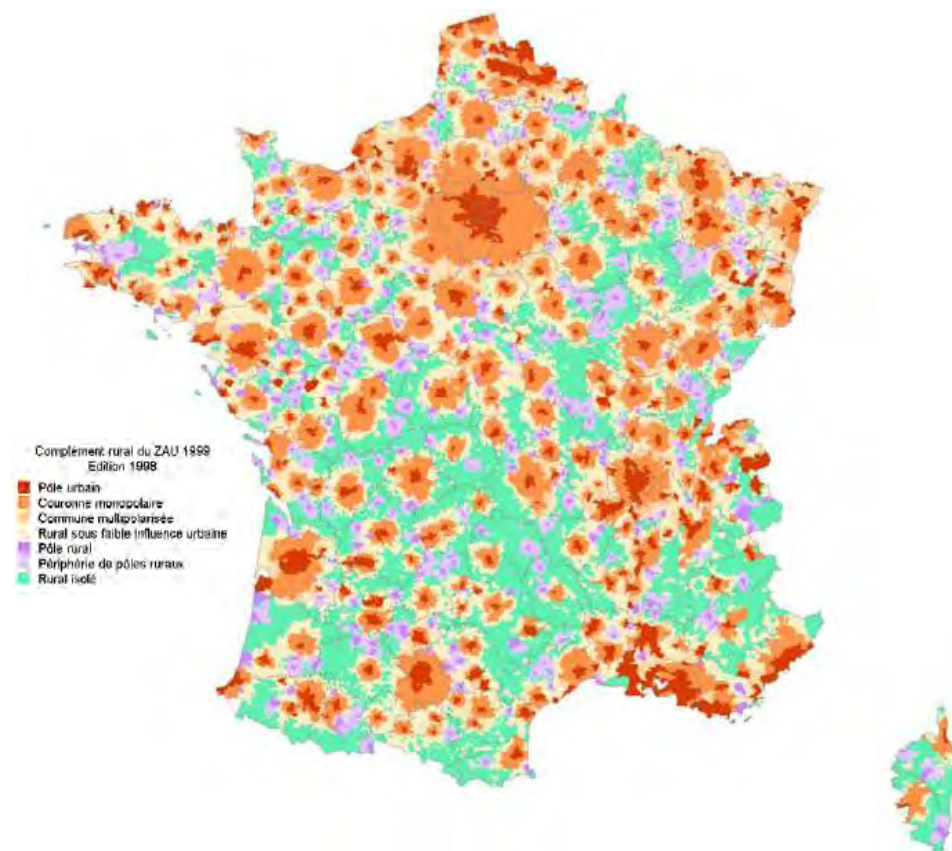 Complément rural du ZAU 1999
Edition 1998
Pôle urbain
Couronne monopolaire
Commune multipolarisée
Rural sous faible influence urbaine
Pôle rural
Périphérie de pôles ruraux
Rural isolé